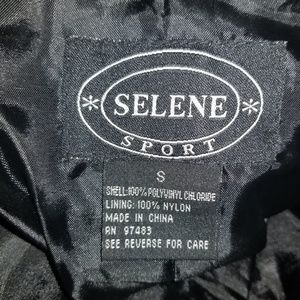 * SELENE *
SPORT
S
SHELL:100% POLYVINYL CHLORIDE
LINING: 100% NYLON
MADE IN CHINA
RN 97483
SEE REVERSE FOR CARE